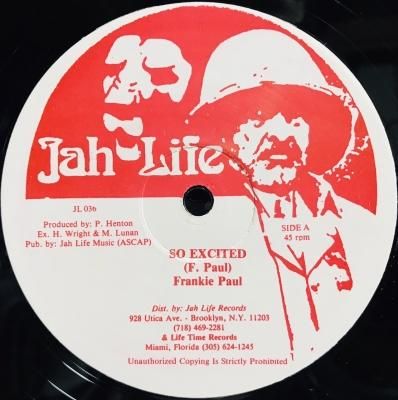 Jah Life
JL 036
Produced by: P. Henton
Ex. H. Wright & M. Lunan
Pub. by: Jah Life Music (ASCAP)
SIDE A
45 rpm
SO EXCITED
(F. Paul)
Frankie Paul
Dist. by: Jah Life Records
928 Utica Ave. - Brooklyn, N.Y. 11203
(718) 469-2281
& Life Time Records
Miami, Florida (305) 624-1245
Unauthorized Copying Is Strictly Prohibited